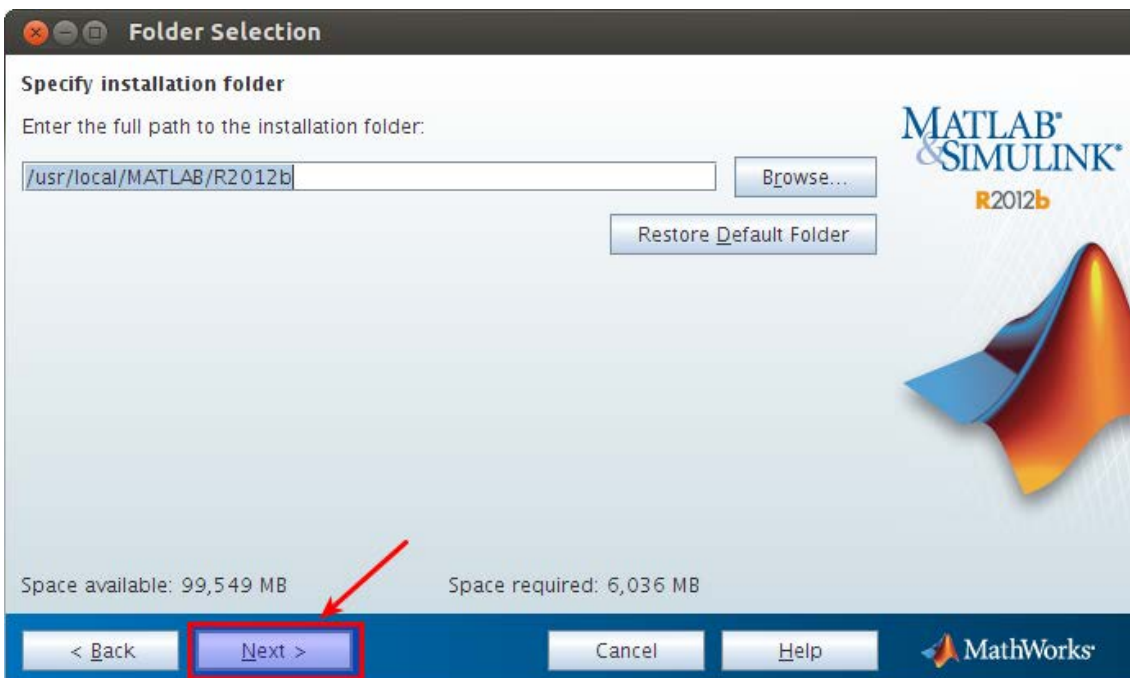 Folder Selection
Specify installation folder
Enter the full path to the installation folder:
/usr/local/MATLAB/R2012b
Browse...
Restore Default Folder
MATLAB®
&SIMULINK®
R2012b
Space available: 99,549 MB Space required: 6,036 MB
< Back Next > Cancel Help MathWorks®